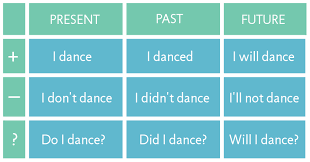 PRESENT PAST FUTURE
+ I dance I danced I will dance
− I don't dance I didn't dance I'll not dance
? Do I dance? Did I dance? Will I dance?